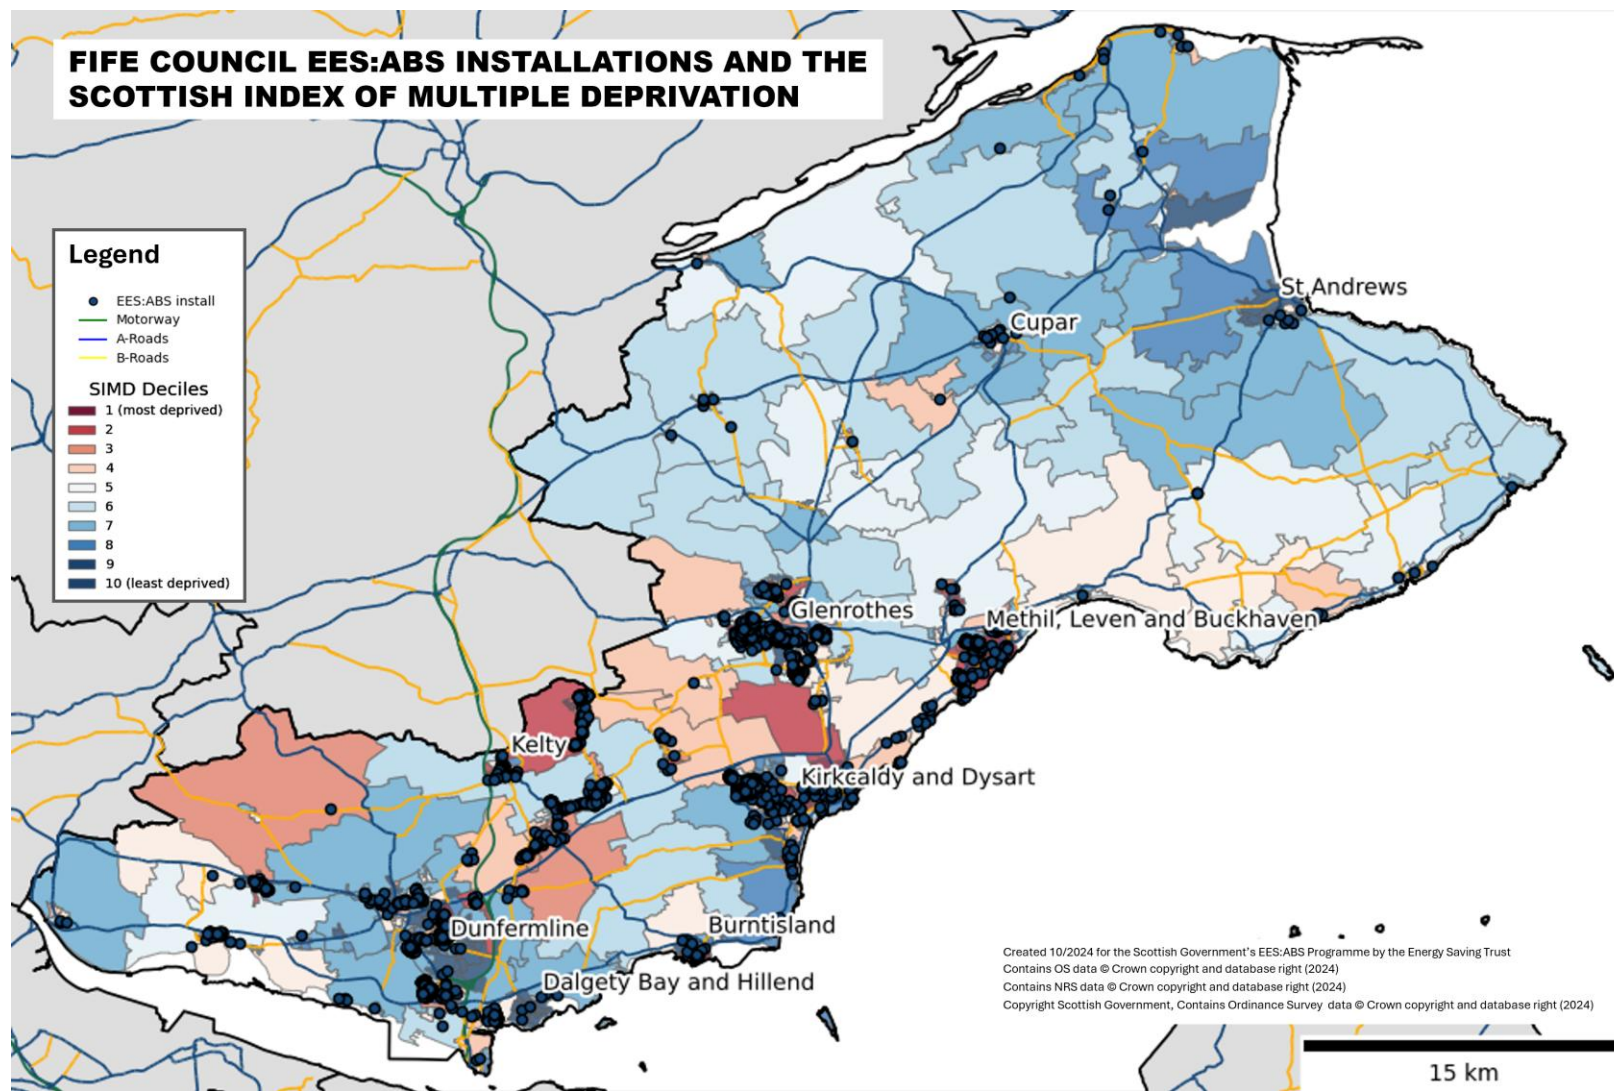 FIFE COUNCIL EES:ABS INSTALLATIONS AND THE
SCOTTISH INDEX OF MULTIPLE DEPRIVATION
Legend
EES:ABS install
Motorway
A-Roads
B-Roads
SIMD Deciles
1 (most deprived)
2
3
4
5
6
7
8
9
10 (least deprived)
St Andrews
Cupar
Glenrothes
Methil, Leven and Buckhaven
Kelty
Kirkcaldy and Dysart
Dunfermline
Burntisland
Dalgety Bay and Hillend
Created 10/2024 for the Scottish Government's EES:ABS Programme by the Energy Saving Trust
Contains OS data © Crown copyright and database right (2024)
Contains NRS data © Crown copyright and database right (2024)
Copyright Scottish Government, Contains Ordinance Survey data © Crown copyright and database right (2024)
15 km